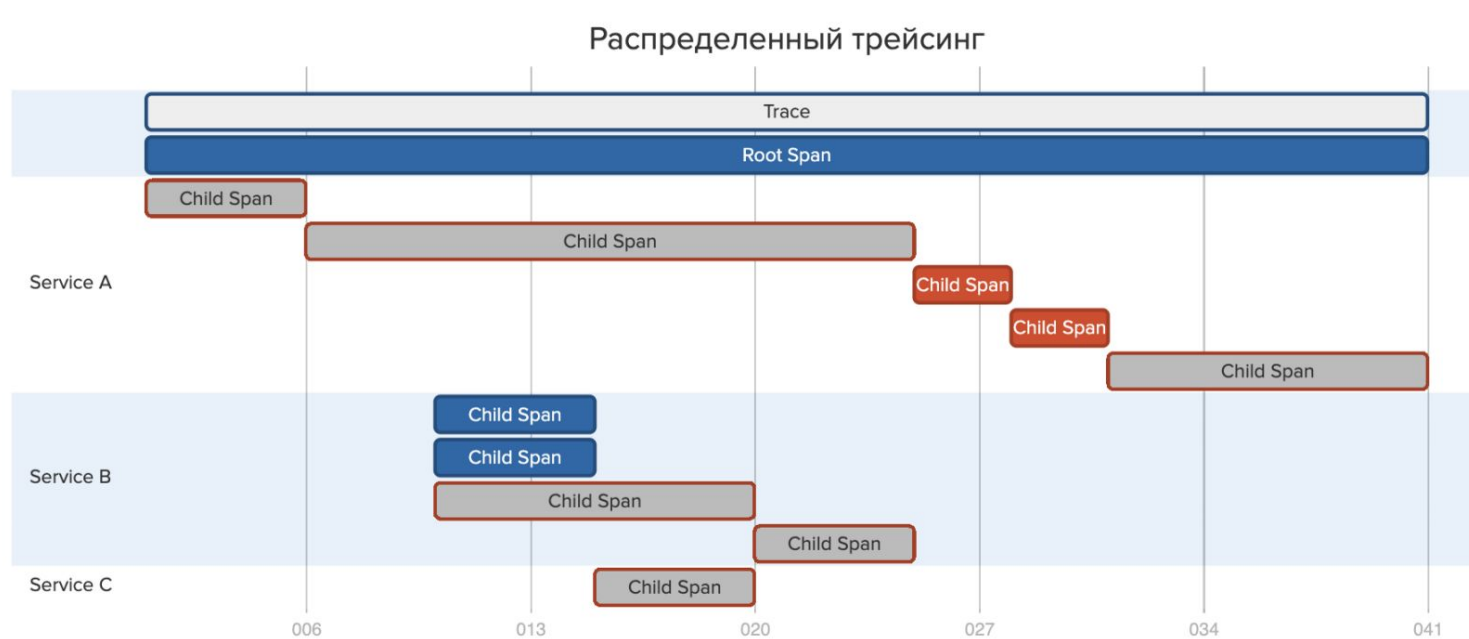 Распределенный трейсинг
Trace
Root Span
Child Span
Child Span
Service A
Child Span
Child Span
Child Span
Child Span
Child Span
Service B
Child Span
Child Span
Service C
Child Span
006 013 020 027 034 041